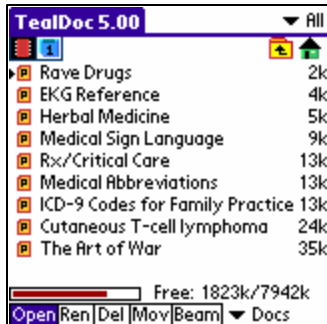 TealDoc 5.00 All
1
P Rave Drugs 2k
P EKG Reference 4k
P Herbal Medicine 5k
P Medical Sign Language 9k
P Rx/Critical Care 13k
P Medical Abbreviations 13k
P ICD-9 Codes for Family Practice 13k
P Cutaneous T-cell lymphoma 24k
P The Art of War 35k
Free: 1823k/7942k
Open Ren Del Mov Beam Docs